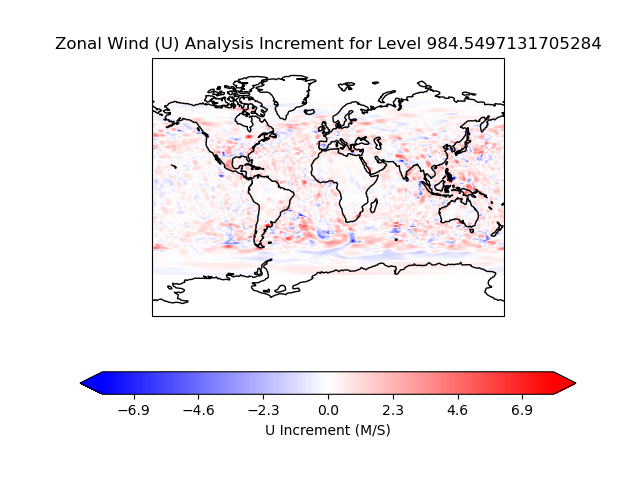 Zonal Wind (U) Analysis Increment for Level 984.5497131705284
−6.9 −4.6 −2.3 0.0 2.3 4.6 6.9
U Increment (M/S)